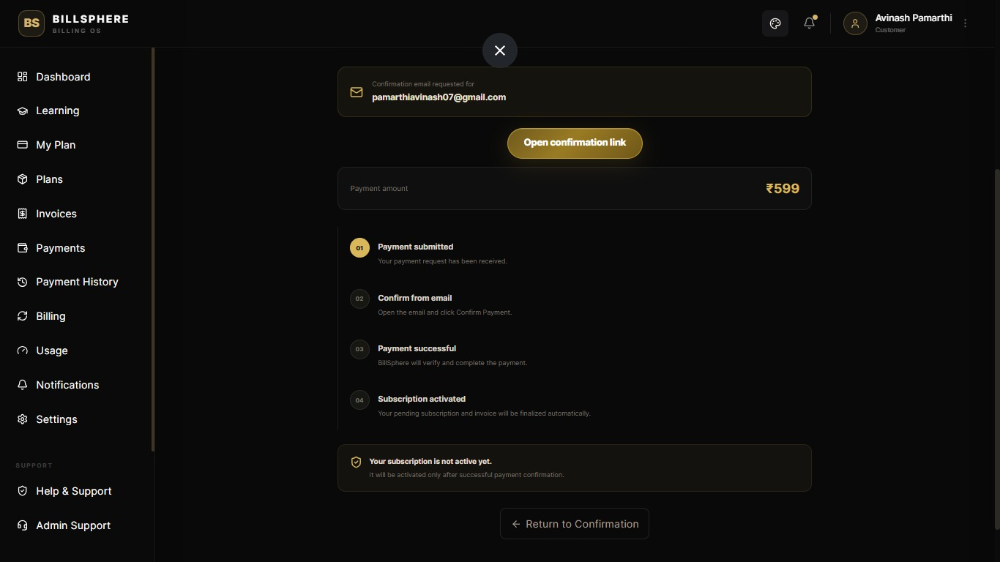 BS
BILLSPHERE
BILLING OS
Avinash Pamarthi
Customer
Dashboard
Learning
My Plan
Plans
Invoices
Payments
Payment History
Billing
Usage
Notifications
Settings
SUPPORT
Help & Support
Admin Support
Confirmation email requested for
pamarthiavinash07@gmail.com
Open confirmation link
Payment amount
₹599
01
Payment submitted
Your payment request has been received.
02
Confirm from email
Open the email and click Confirm Payment.
03
Payment successful
BillSphere will verify and complete the payment.
04
Subscription activated
Your pending subscription and invoice will be finalized automatically.
Your subscription is not active yet.
It will be activated only after successful payment confirmation.
← Return to Confirmation